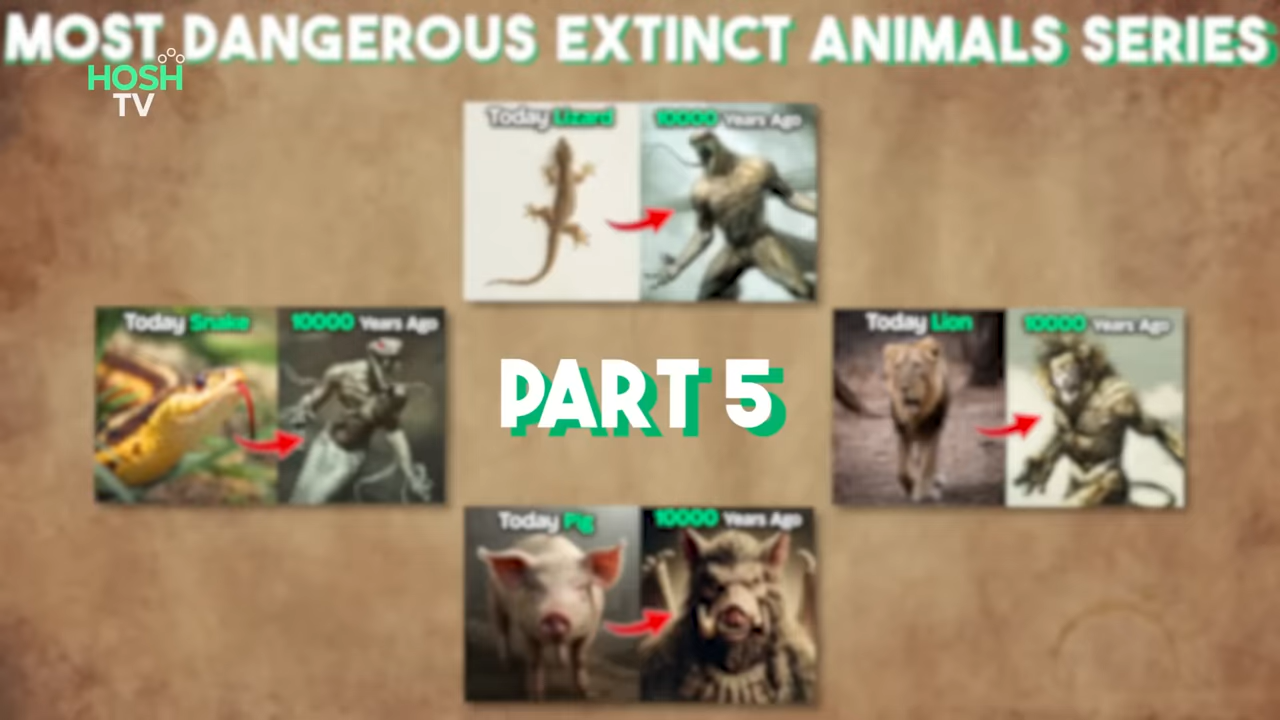 MOST DANGEROUS EXTINCT ANIMALS SERIES
HOSH
TV
Today Lizard
10000 Years Ago
Today Snake
10000 Years Ago
PART 5
Today Lion
10000 Years Ago
Today Pig
10000 Years Ago